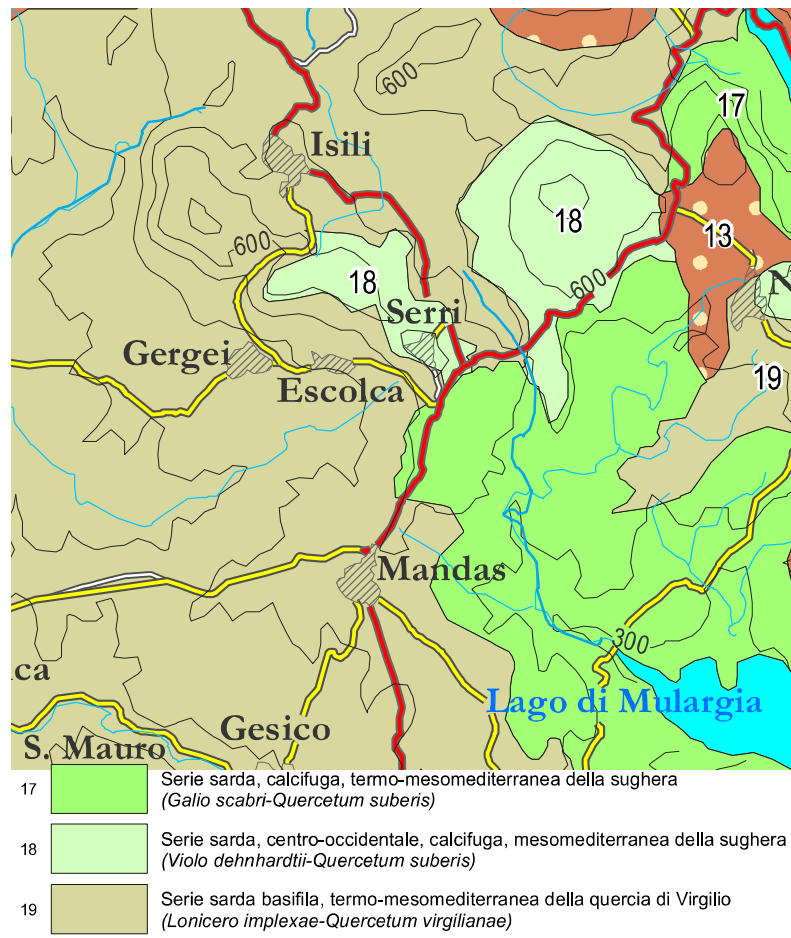 600
17
Isili
18
13
600
18
600
N
Serri
Gergei
19
Escolca
Mandas
300
ca
Lago di Mulargia
Gesico
S. Mauro
17 Serie sarda, calcifuga, termo-mesomediterranea della sughera
(Galio scabri-Quercetum suberis)
18 Serie sarda, centro-occidentale, calcifuga, mesomediterranea della sughera
(Violo dehnhardtii-Quercetum suberis)
19 Serie sarda basifila, termo-mesomediterranea della quercia di Virgilio
(Lonicero implexae-Quercetum virgilianae)